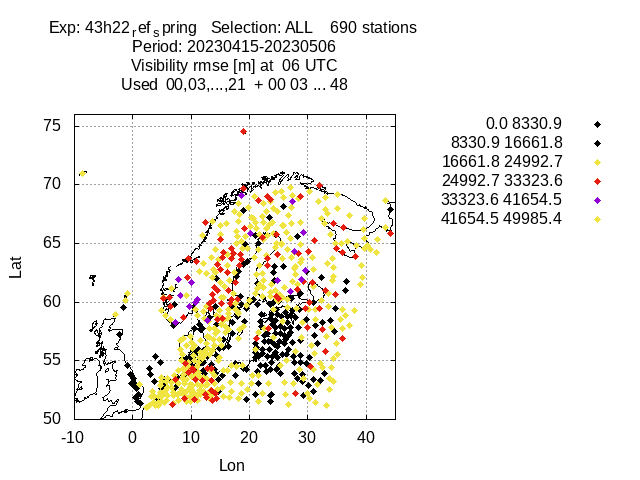 Exp: 43h22ref spring   Selection: ALL    690 stations
Period: 20230415-20230506
Visibility rmse [m] at  06 UTC
Used  00,03,...,21  + 00 03 ... 48
0.0 8330.9
8330.9 16661.8
16661.8 24992.7
24992.7 33323.6
33323.6 41654.5
41654.5 49985.4
75
70
65
60
55
50
Lat
-10 0 10 20 30 40
Lon